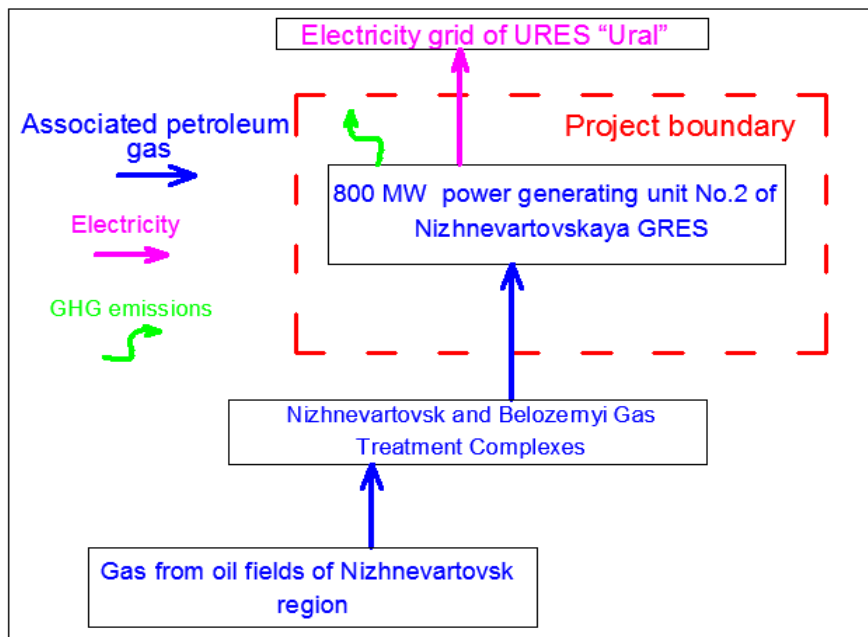 Electricity grid of URES “Ural”
Associated petroleum
gas
Project boundary
800 MW power generating unit No.2 of
Nizhnevartovskaya GRES
Electricity
GHG emissions
Nizhnevartovsk and Belozernyi Gas
Treatment Complexes
Gas from oil fields of Nizhnevartovsk
region